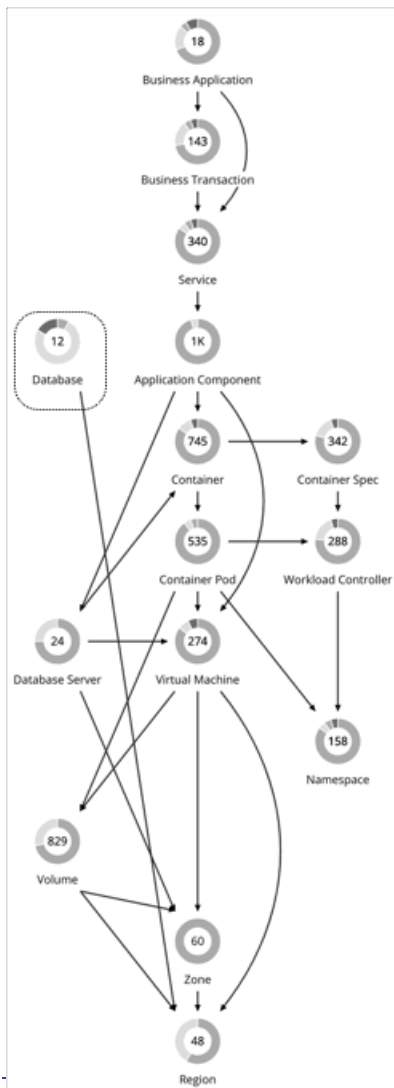 18
Business Application
143
Business Transaction
340
Service
12
Database
1K
Application Component
745
Container
342
Container Spec
535
Container Pod
288
Workload Controller
24
Database Server
274
Virtual Machine
158
Namespace
829
Volume
60
Zone
48
Region